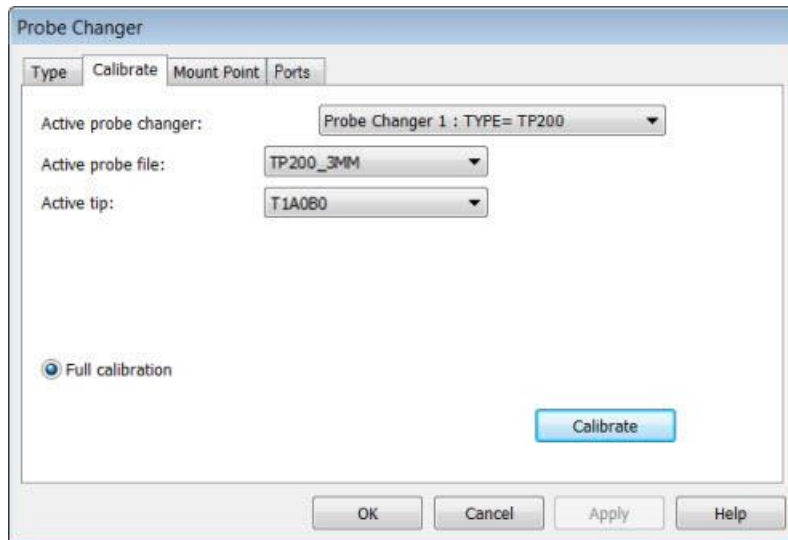 Probe Changer
Type Calibrate Mount Point Ports
Active probe changer: Probe Changer 1 : TYPE= TP200
Active probe file: TP200_3MM
Active tip: T1A0B0
Full calibration
Calibrate
OK Cancel Apply Help